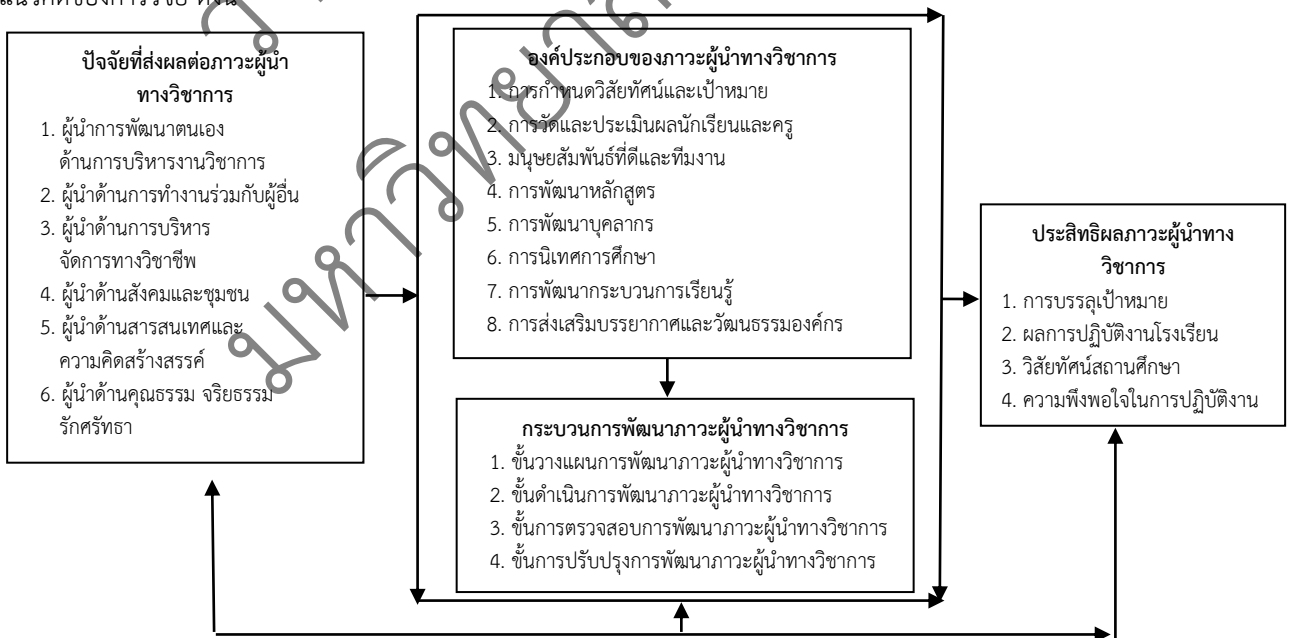 ปัจจัยที่ส่งผลต่อภาวะผู้นำ
ทางวิชาการ
1. ผู้นำการพัฒนาตนเอง
ด้านการบริหารงานวิชาการ
2. ผู้นำด้านการทำงานร่วมกับผู้อื่น
3. ผู้นำด้านการบริหาร
จัดการทางวิชาชีพ
4. ผู้นำด้านสังคมและชุมชน
5. ผู้นำด้านสารสนเทศและ
ความคิดสร้างสรรค์
6. ผู้นำด้านคุณธรรม จริยธรรม
รักศรัทธา
องค์ประกอบของภาวะผู้นำทางวิชาการ
1. การกำหนดวิสัยทัศน์และเป้าหมาย
2. การวัดและประเมินผลนักเรียนและครู
3. มนุษยสัมพันธ์ที่ดีและทีมงาน
4. การพัฒนาหลักสูตร
5. การพัฒนาบุคลากร
6. การนิเทศการศึกษา
7. การพัฒนากระบวนการเรียนรู้
8. การส่งเสริมบรรยากาศและวัฒนธรรมองค์กร
กระบวนการพัฒนาภาวะผู้นำทางวิชาการ
1. ขั้นวางแผนการพัฒนาภาวะผู้นำทางวิชาการ
2. ขั้นดำเนินการพัฒนาภาวะผู้นำทางวิชาการ
3. ขั้นการตรวจสอบการพัฒนาภาวะผู้นำทางวิชาการ
4. ขั้นการปรับปรุงการพัฒนาภาวะผู้นำทางวิชาการ
ประสิทธิผลภาวะผู้นำทาง
วิชาการ
1. การบรรลุเป้าหมาย
2. ผลการปฏิบัติงานโรงเรียน
3. วิสัยทัศน์สถานศึกษา
4. ความพึงพอใจในการปฏิบัติงาน